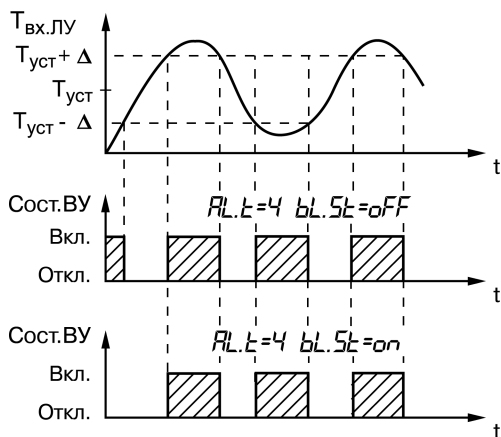 Tвх.ЛУ
Tуст + Δ
Tуст
Tуст - Δ
t
Сост.ВУ
AL.t=4 bL.St=oFF
Вкл.
Откл.
t
Сост.ВУ
AL.t=4 bL.St=on
Вкл.
Откл.
t